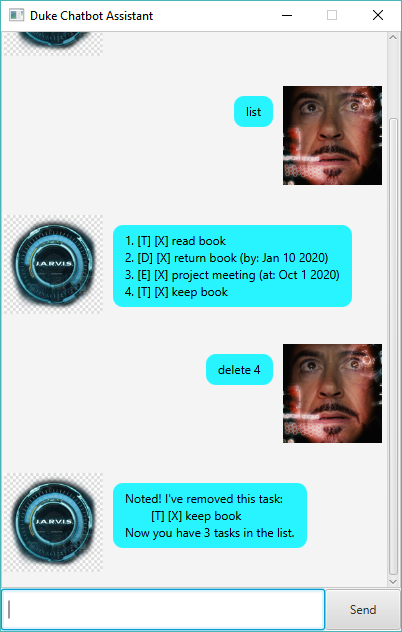 Duke Chatbot Assistant
list
J.A.R.V.I.S.
1. [T] [X] read book
2. [D] [X] return book (by: Jan 10 2020)
3. [E] [X] project meeting (at: Oct 1 2020)
4. [T] [X] keep book
delete 4
J.A.R.V.I.S.
Noted! I've removed this task:
[T] [X] keep book
Now you have 3 tasks in the list.
Send